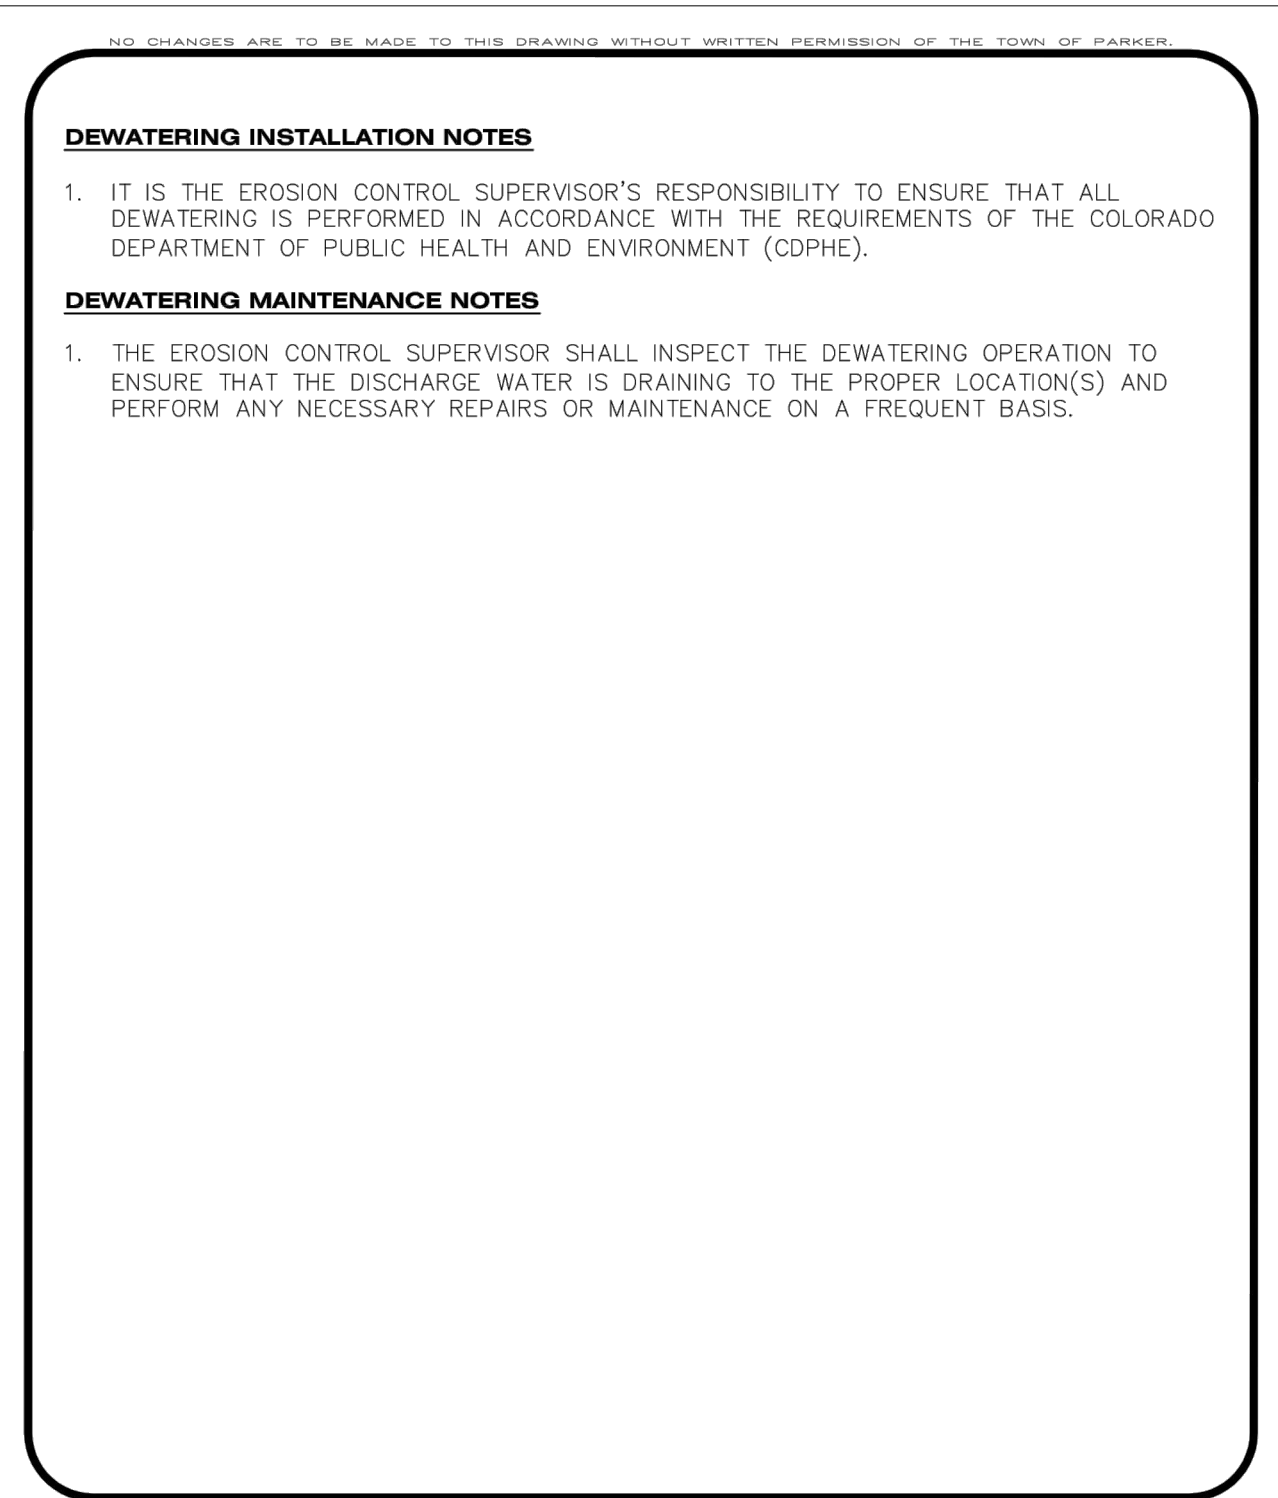 NO CHANGES ARE TO BE MADE TO THIS DRAWING WITHOUT WRITTEN PERMISSION OF THE TOWN OF PARKER.
DEWATERING INSTALLATION NOTES
1. IT IS THE EROSION CONTROL SUPERVISOR'S RESPONSIBILITY TO ENSURE THAT ALL
DEWATERING IS PERFORMED IN ACCORDANCE WITH THE REQUIREMENTS OF THE COLORADO
DEPARTMENT OF PUBLIC HEALTH AND ENVIRONMENT (CDPHE).
DEWATERING MAINTENANCE NOTES
1. THE EROSION CONTROL SUPERVISOR SHALL INSPECT THE DEWATERING OPERATION TO
ENSURE THAT THE DISCHARGE WATER IS DRAINING TO THE PROPER LOCATION(S) AND
PERFORM ANY NECESSARY REPAIRS OR MAINTENANCE ON A FREQUENT BASIS.